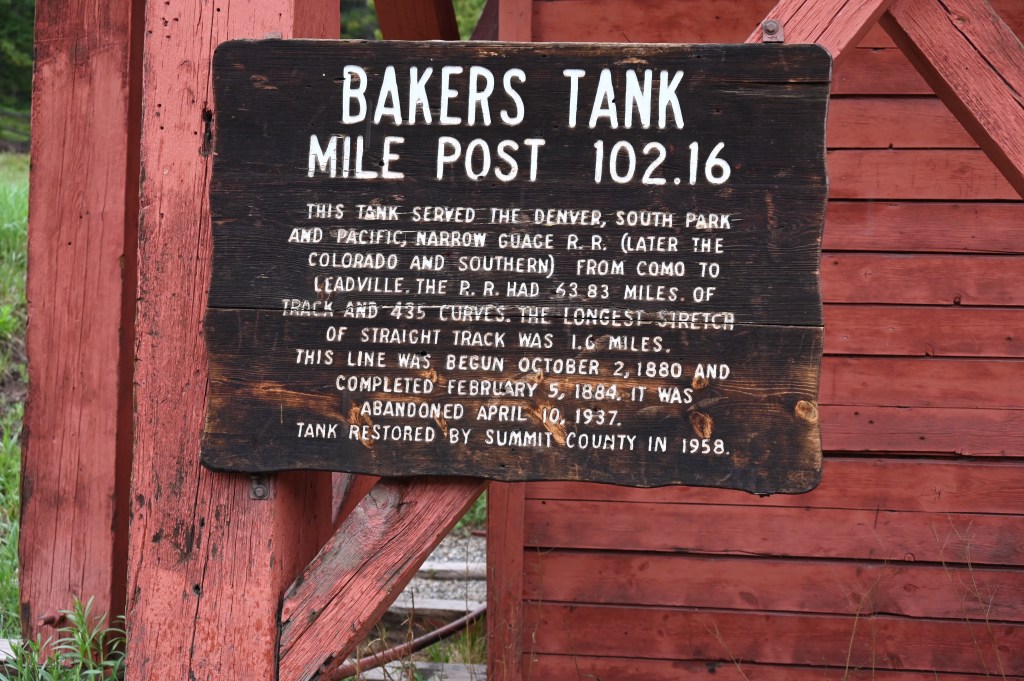 BAKERS TANK
MILE POST 102.16
THIS TANK SERVED THE DENVER, SOUTH PARK
AND PACIFIC, NARROW GUAGE R.R. (LATER THE
COLORADO AND SOUTHERN) FROM COMO TO
LEADVILLE. THE R.R. HAD 63.83 MILES. OF
TRACK AND 435 CURVES. THE LONGEST STRETCH
OF STRAIGHT TRACK WAS 1.6 MILES.
THIS LINE WAS BEGUN OCTOBER 2, 1880 AND
COMPLETED FEBRUARY 5, 1884. IT WAS
ABANDONED APRIL 10, 1937.
TANK RESTORED BY SUMMIT COUNTY IN 1958.